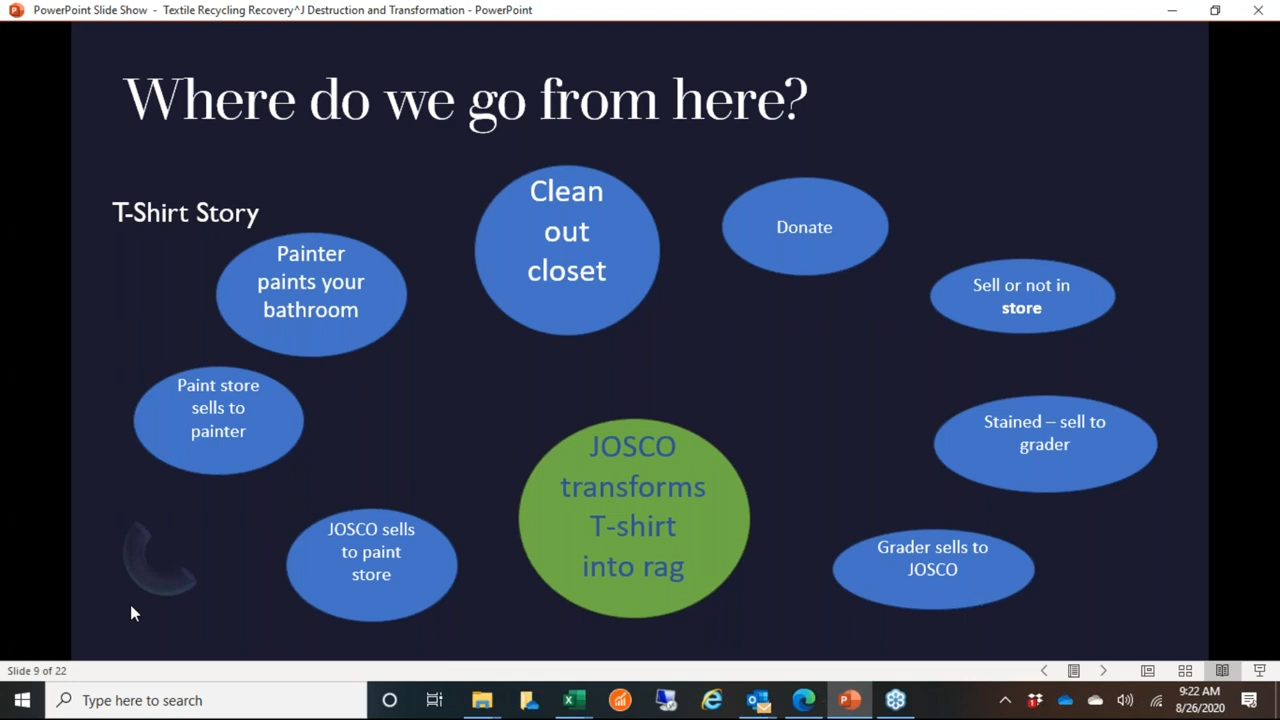 PowerPoint Slide Show - Textile Recycling Recovery^J Destruction and Transformation - PowerPoint
Where do we go from here?
T-Shirt Story
Clean
out
closet
Donate
Sell or not in
store
Stained – sell to
grader
Grader sells to
JOSCO
JOSCO
transforms
T-shirt
into rag
JOSCO sells
to paint
store
Paint store
sells to
painter
Painter
paints your
bathroom
Slide 9 of 22
Type here to search
9:22 AM
8/26/2020